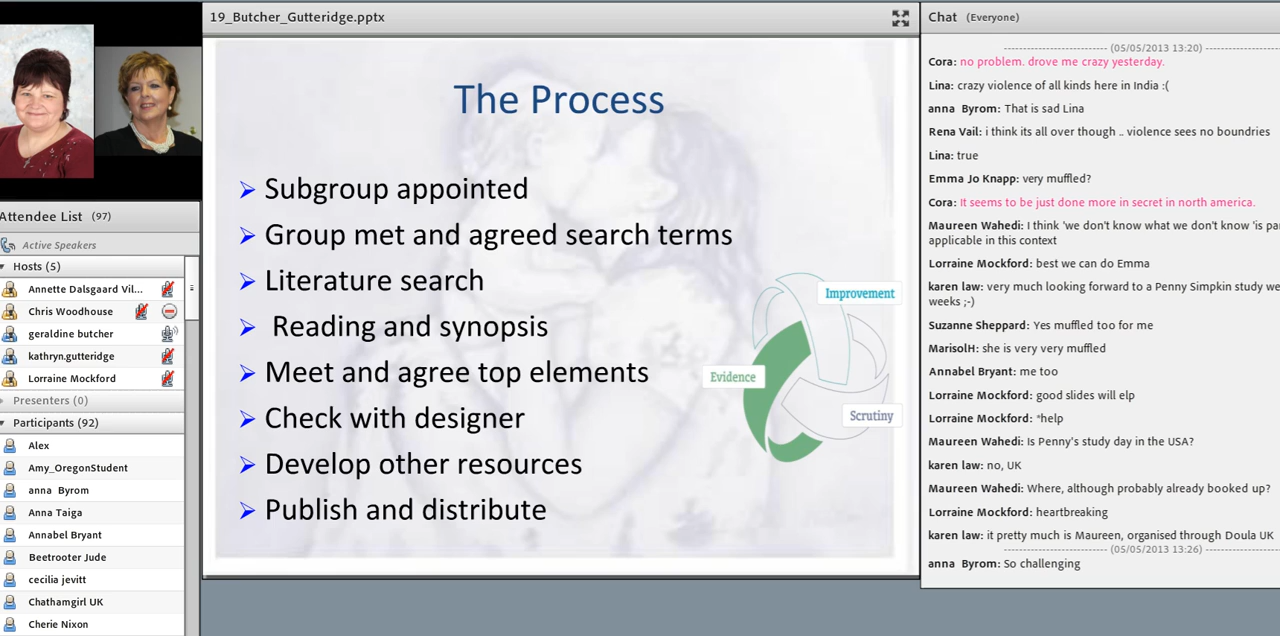 19_Butcher_Gutteridge.pptx
Attendee List (97)
Active Speakers
Hosts (5)
Annette Dalsgaard Vil...
Chris Woodhouse
geraldine butcher
kathryn.gutteridge
Lorraine Mockford
Presenters (0)
Participants (92)
Alex
Amy_OregonStudent
anna Byrom
Anna Taiga
Annabel Bryant
Beetrooter Jude
cecilia jevitt
Chathamgirl UK
Cherie Nixon
The Process
Subgroup appointed
Group met and agreed search terms
Literature search
Reading and synopsis
Meet and agree top elements
Check with designer
Develop other resources
Publish and distribute
Improvement
Evidence
Scrutiny
Chat (Everyone)
(05/05/2013 13:20)
Cora: no problem. drove me crazy yesterday.
Lina: crazy violence of all kinds here in India :(
anna Byrom: That is sad Lina
Rena Vail: i think its all over though .. violence sees no boundries
Lina: true
Emma Jo Knapp: very muffled?
Cora: It seems to be just done more in secret in north america.
Maureen Wahedi: I think 'we don't know what we don't know 'is
applicable in this context
Lorraine Mockford: best we can do Emma
karen law: very much looking forward to a Penny Simpkin study
weeks ;-)
Suzanne Sheppard: Yes muffled too for me
MarisolH: she is very very muffled
Annabel Bryant: me too
Lorraine Mockford: good slides will elp
Lorraine Mockford: *help
Maureen Wahedi: Is Penny's study day in the USA?
karen law: no, UK
Maureen Wahedi: Where, although probably already booked up?
Lorraine Mockford: heartbreaking
karen law: it pretty much is Maureen, organised through Doula UK
(05/05/2013 13:26)
anna Byrom: So challenging